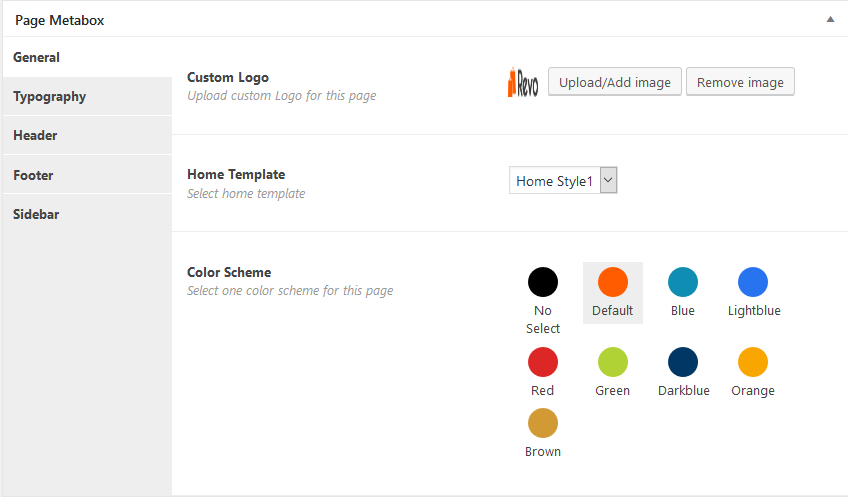 Page Metabox
General
Typography
Header
Footer
Sidebar
Custom Logo
Upload custom Logo for this page
Revo
Upload/Add image
Remove image
Home Template
Select home template
Home Style1
Color Scheme
Select one color scheme for this page
No
Select
Default
Blue
Lightblue
Red
Green
Darkblue
Orange
Brown